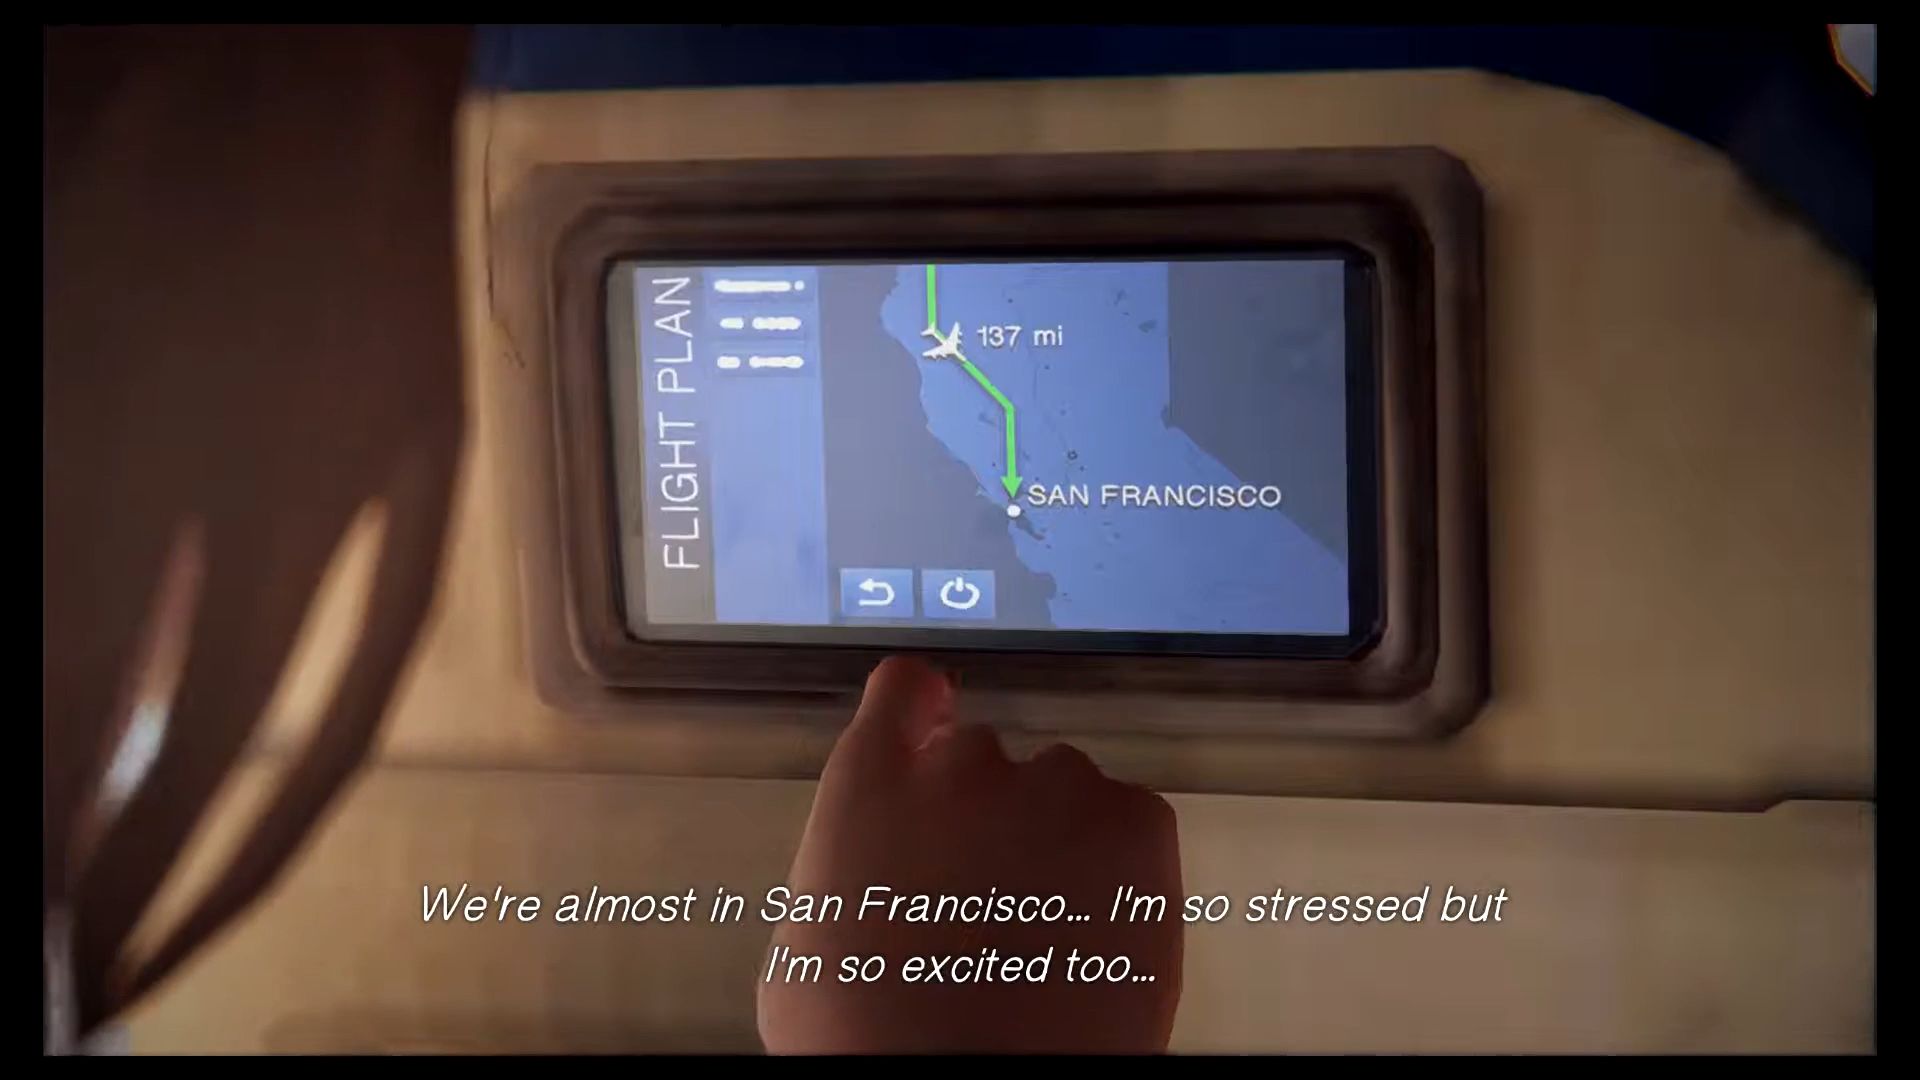 FLIGHT PLAN
137 mi
SAN FRANCISCO
We're almost in San Francisco... I'm so stressed but
I'm so excited too...